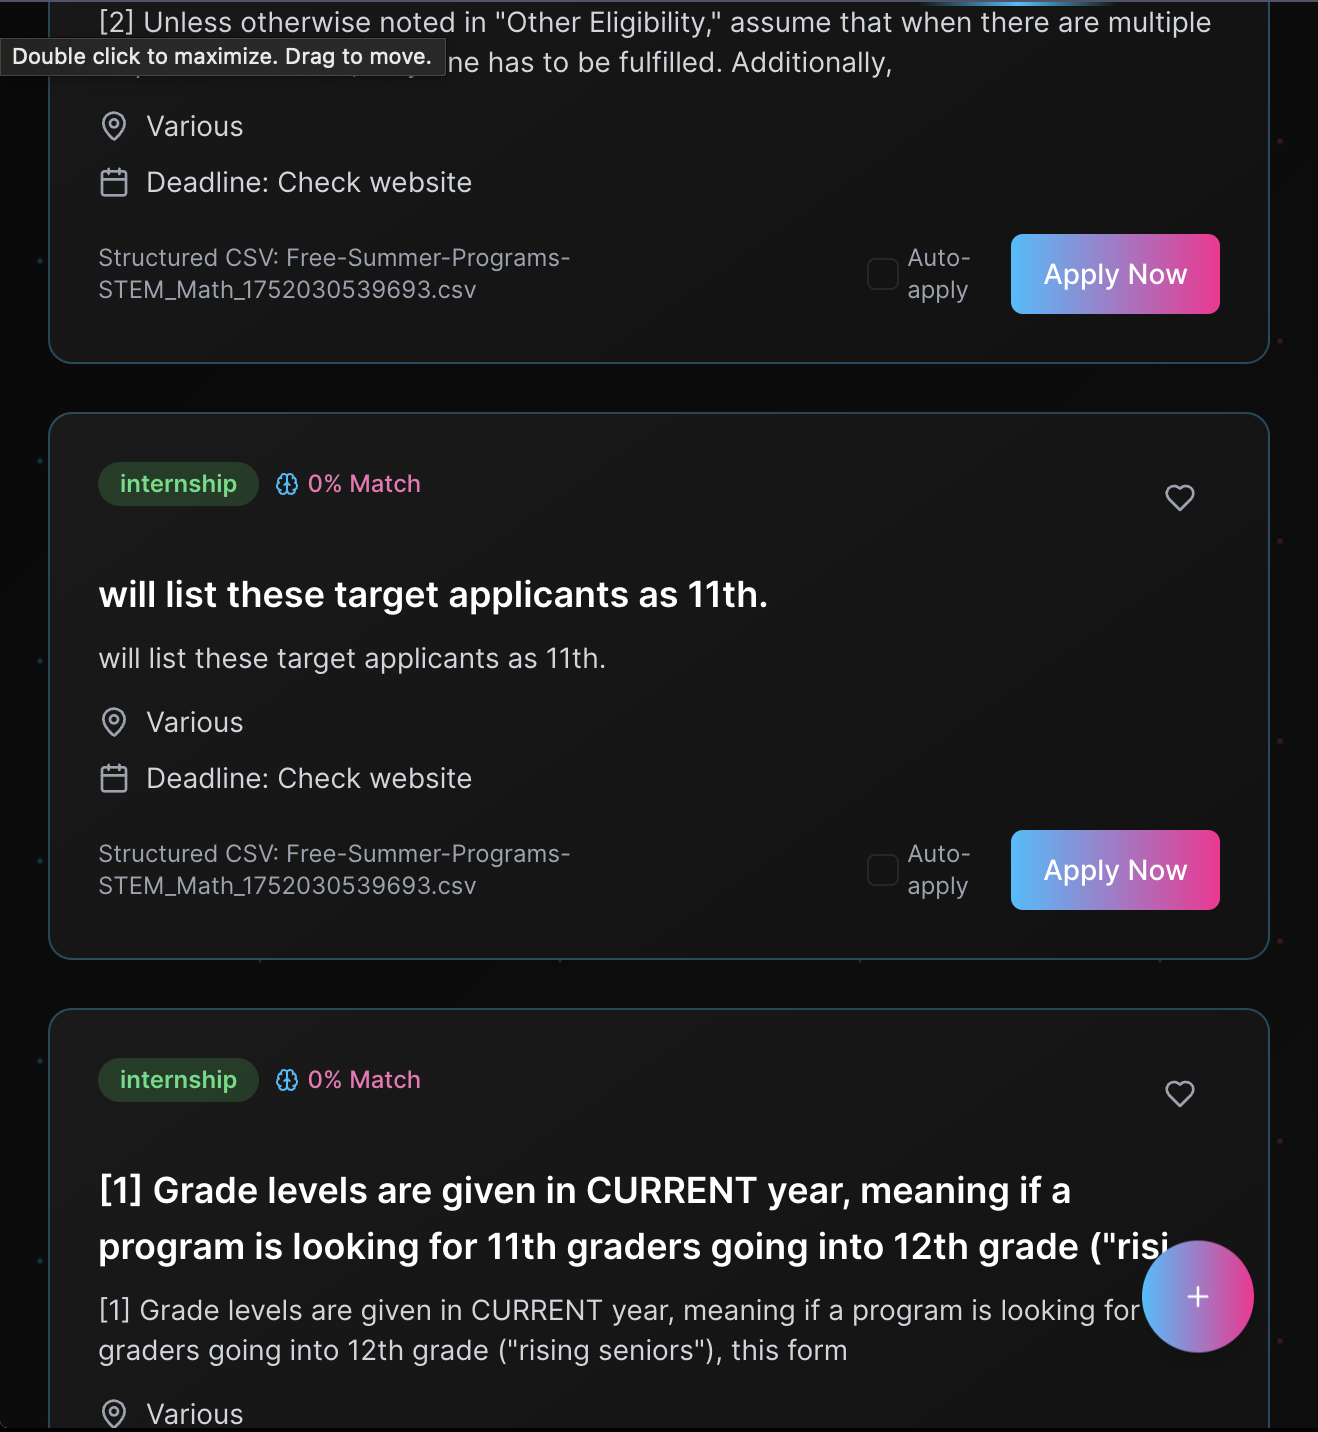 [2] Unless otherwise noted in "Other Eligibility," assume that when there are multiple
Double click to maximize. Drag to move.
ne has to be fulfilled. Additionally,
Various
Deadline: Check website
Structured CSV: Free-Summer-Programs-
STEM_Math_1752030539693.csv
Auto-
apply
Apply Now
internship
0% Match
will list these target applicants as 11th.
will list these target applicants as 11th.
Various
Deadline: Check website
Structured CSV: Free-Summer-Programs-
STEM_Math_1752030539693.csv
Auto-
apply
Apply Now
internship
0% Match
[1] Grade levels are given in CURRENT year, meaning if a
program is looking for 11th graders going into 12th grade ("risi
[1] Grade levels are given in CURRENT year, meaning if a program is looking for
graders going into 12th grade ("rising seniors"), this form
Various